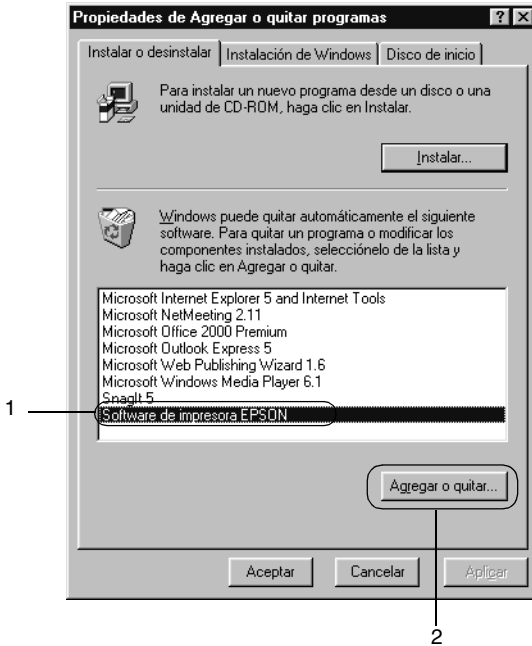 Propiedades de Agregar o quitar programas
Instalar o desinstalar
Instalación de Windows
Disco de inicio
Para instalar un nuevo programa desde un disco o una
unidad de CD-ROM, haga clic en Instalar.
Instalar...
Windows puede quitar automáticamente el siguiente
software. Para quitar un programa o modificar los
componentes instalados, selecciónelo de la lista y
haga clic en Agregar o quitar.
Microsoft Internet Explorer 5 and Internet Tools
Microsoft NetMeeting 2.11
Microsoft Office 2000 Premium
Microsoft Outlook Express 5
Microsoft Web Publishing Wizard 1.6
Microsoft Windows Media Player 6.1
SnagIt 5
1
Software de impresora EPSON
Agregar o quitar...
Aceptar
Cancelar
Aplicar
2